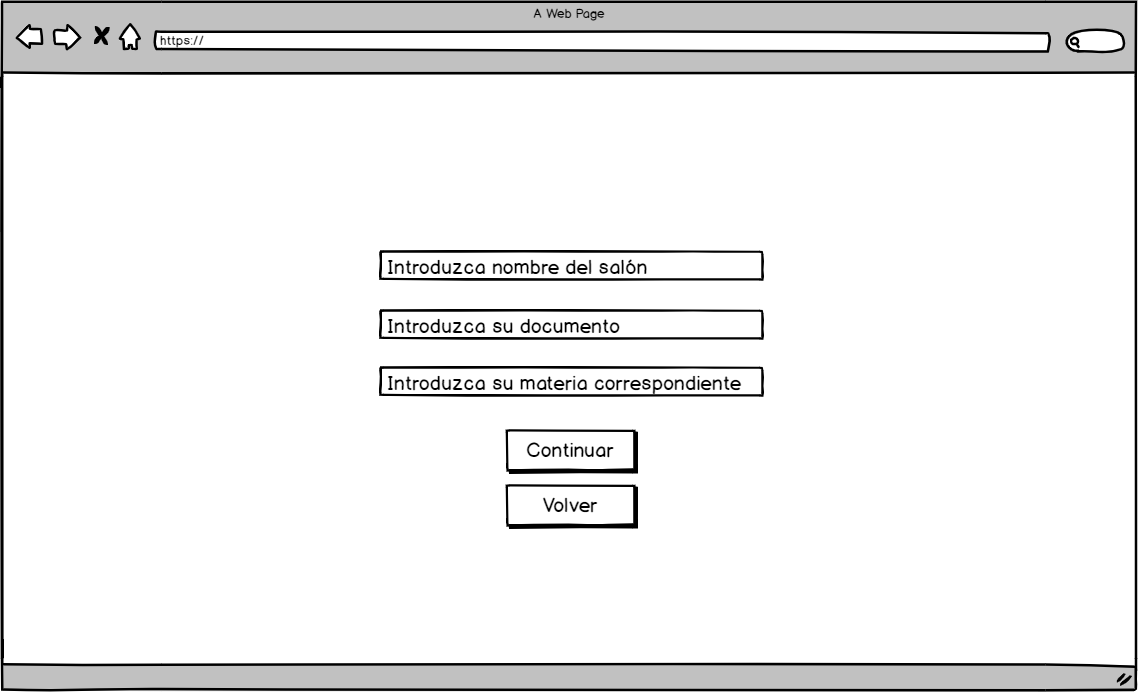 A Web Page
https://
Introduzca nombre del salón
Introduzca su documento
Introduzca su materia correspondiente
Continuar
Volver